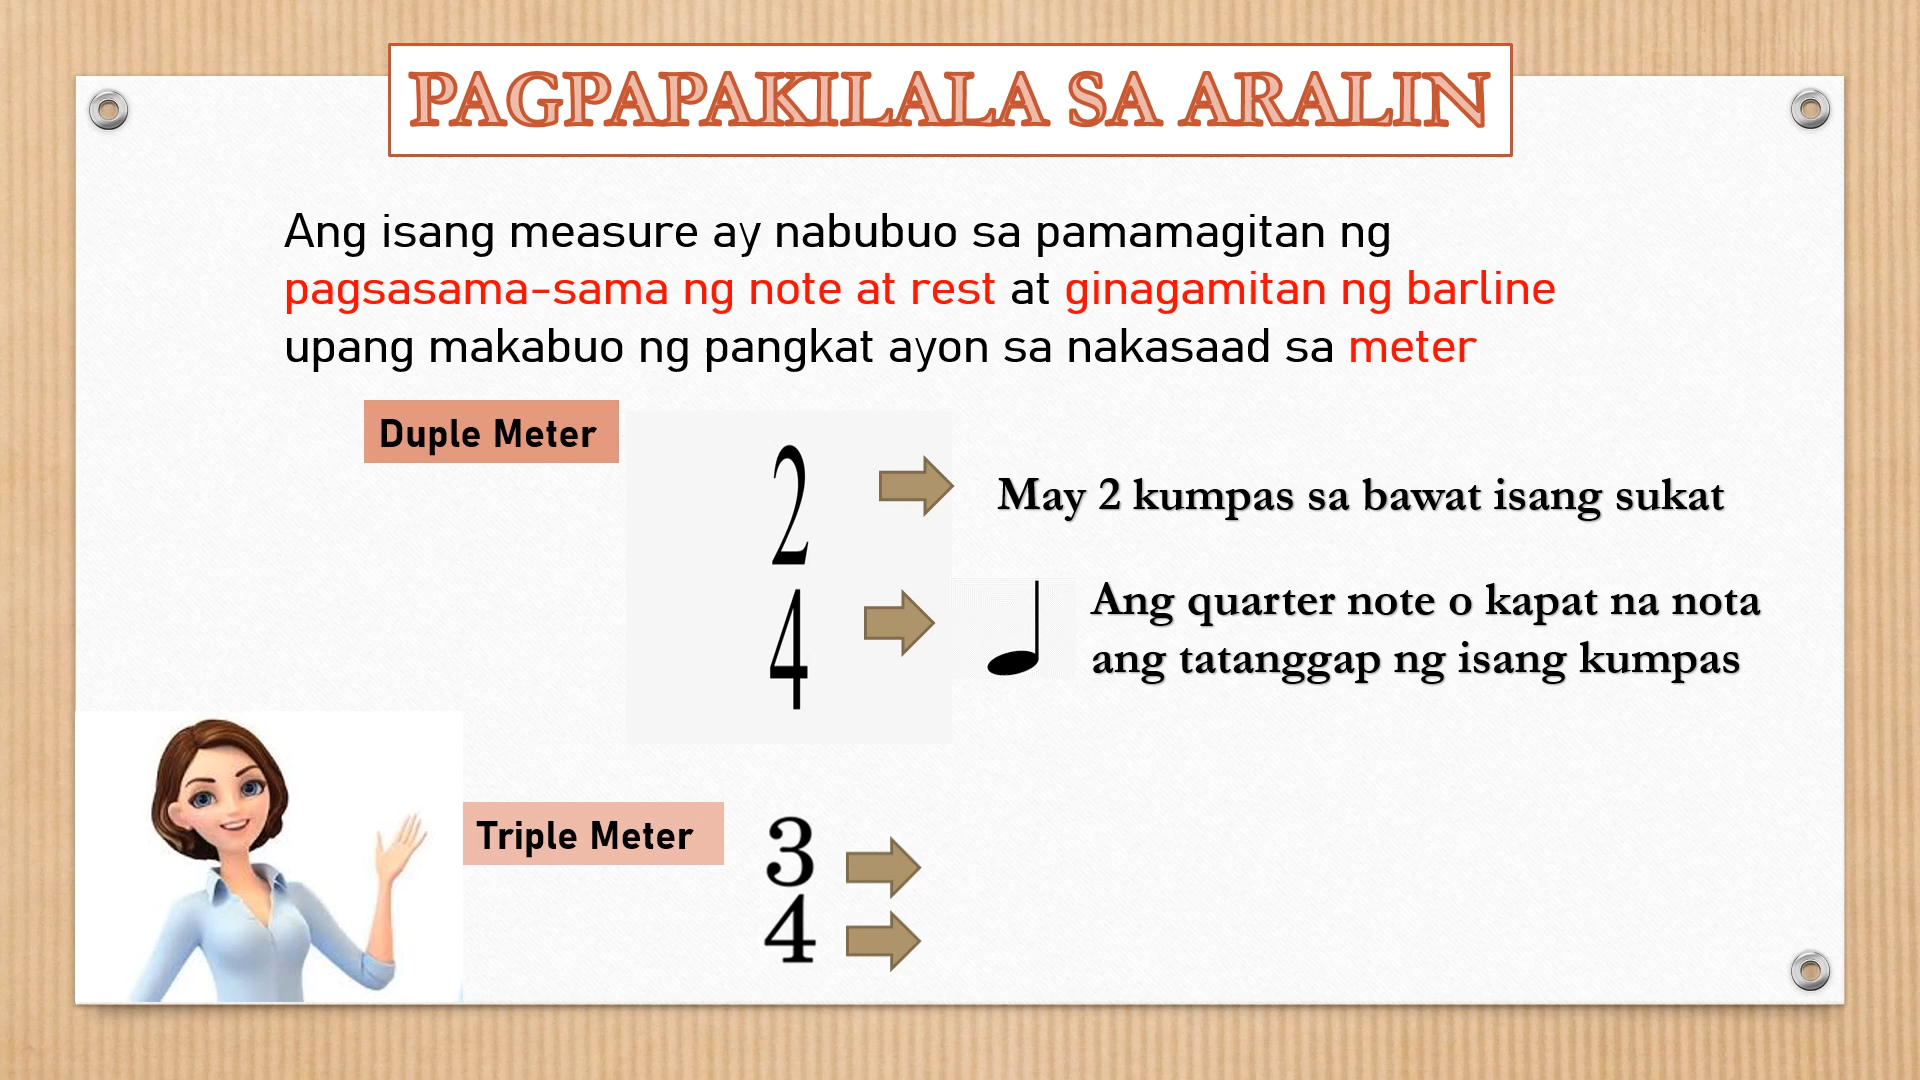 PAGPAPAKILALA SA ARALIN
Ang isang measure ay nabubuo sa pamamagitan ng
pagsasama-sama ng note at rest at ginagamitan ng barline
upang makabuo ng pangkat ayon sa nakasaad sa meter
Duple Meter
2
May 2 kumpas sa bawat isang sukat
4
Ang quarter note o kapat na nota
ang tatanggap ng isang kumpas
Triple Meter
3
4